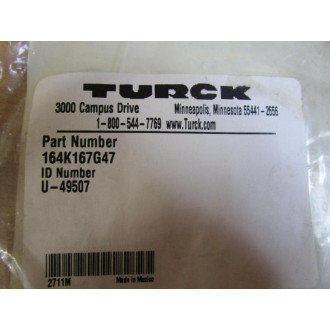 TURCK
3000 Campus Drive Minneapolis, Minnesota 55441-2656
1-800-544-7769 www.Turck.com
Part Number
164K167G47
ID Number
U-49507
2711M Made in Mexico